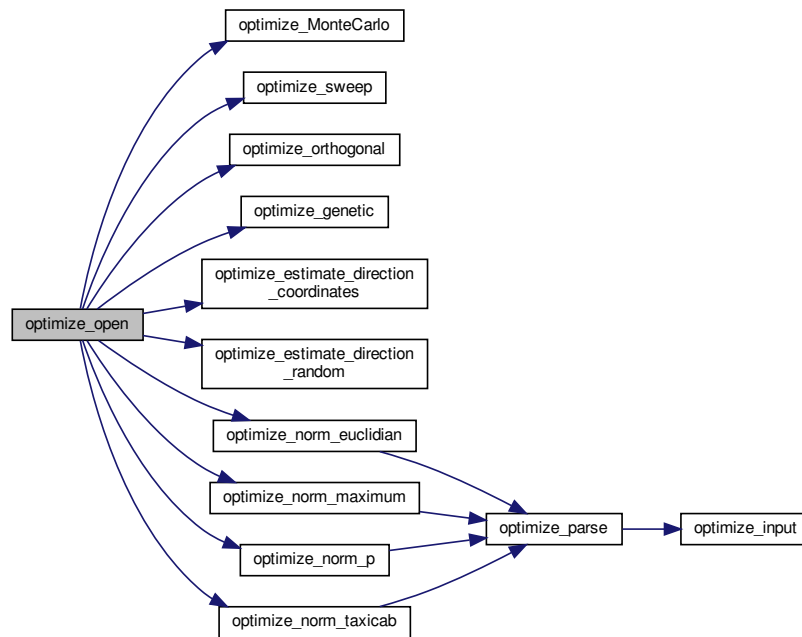 optimize_MonteCarlo
optimize_sweep
optimize_orthogonal
optimize_genetic
optimize_estimate_direction
_coordinates
optimize_open
optimize_estimate_direction
_random
optimize_norm_euclidian
optimize_norm_maximum
optimize_parse
optimize_input
optimize_norm_p
optimize_norm_taxicab